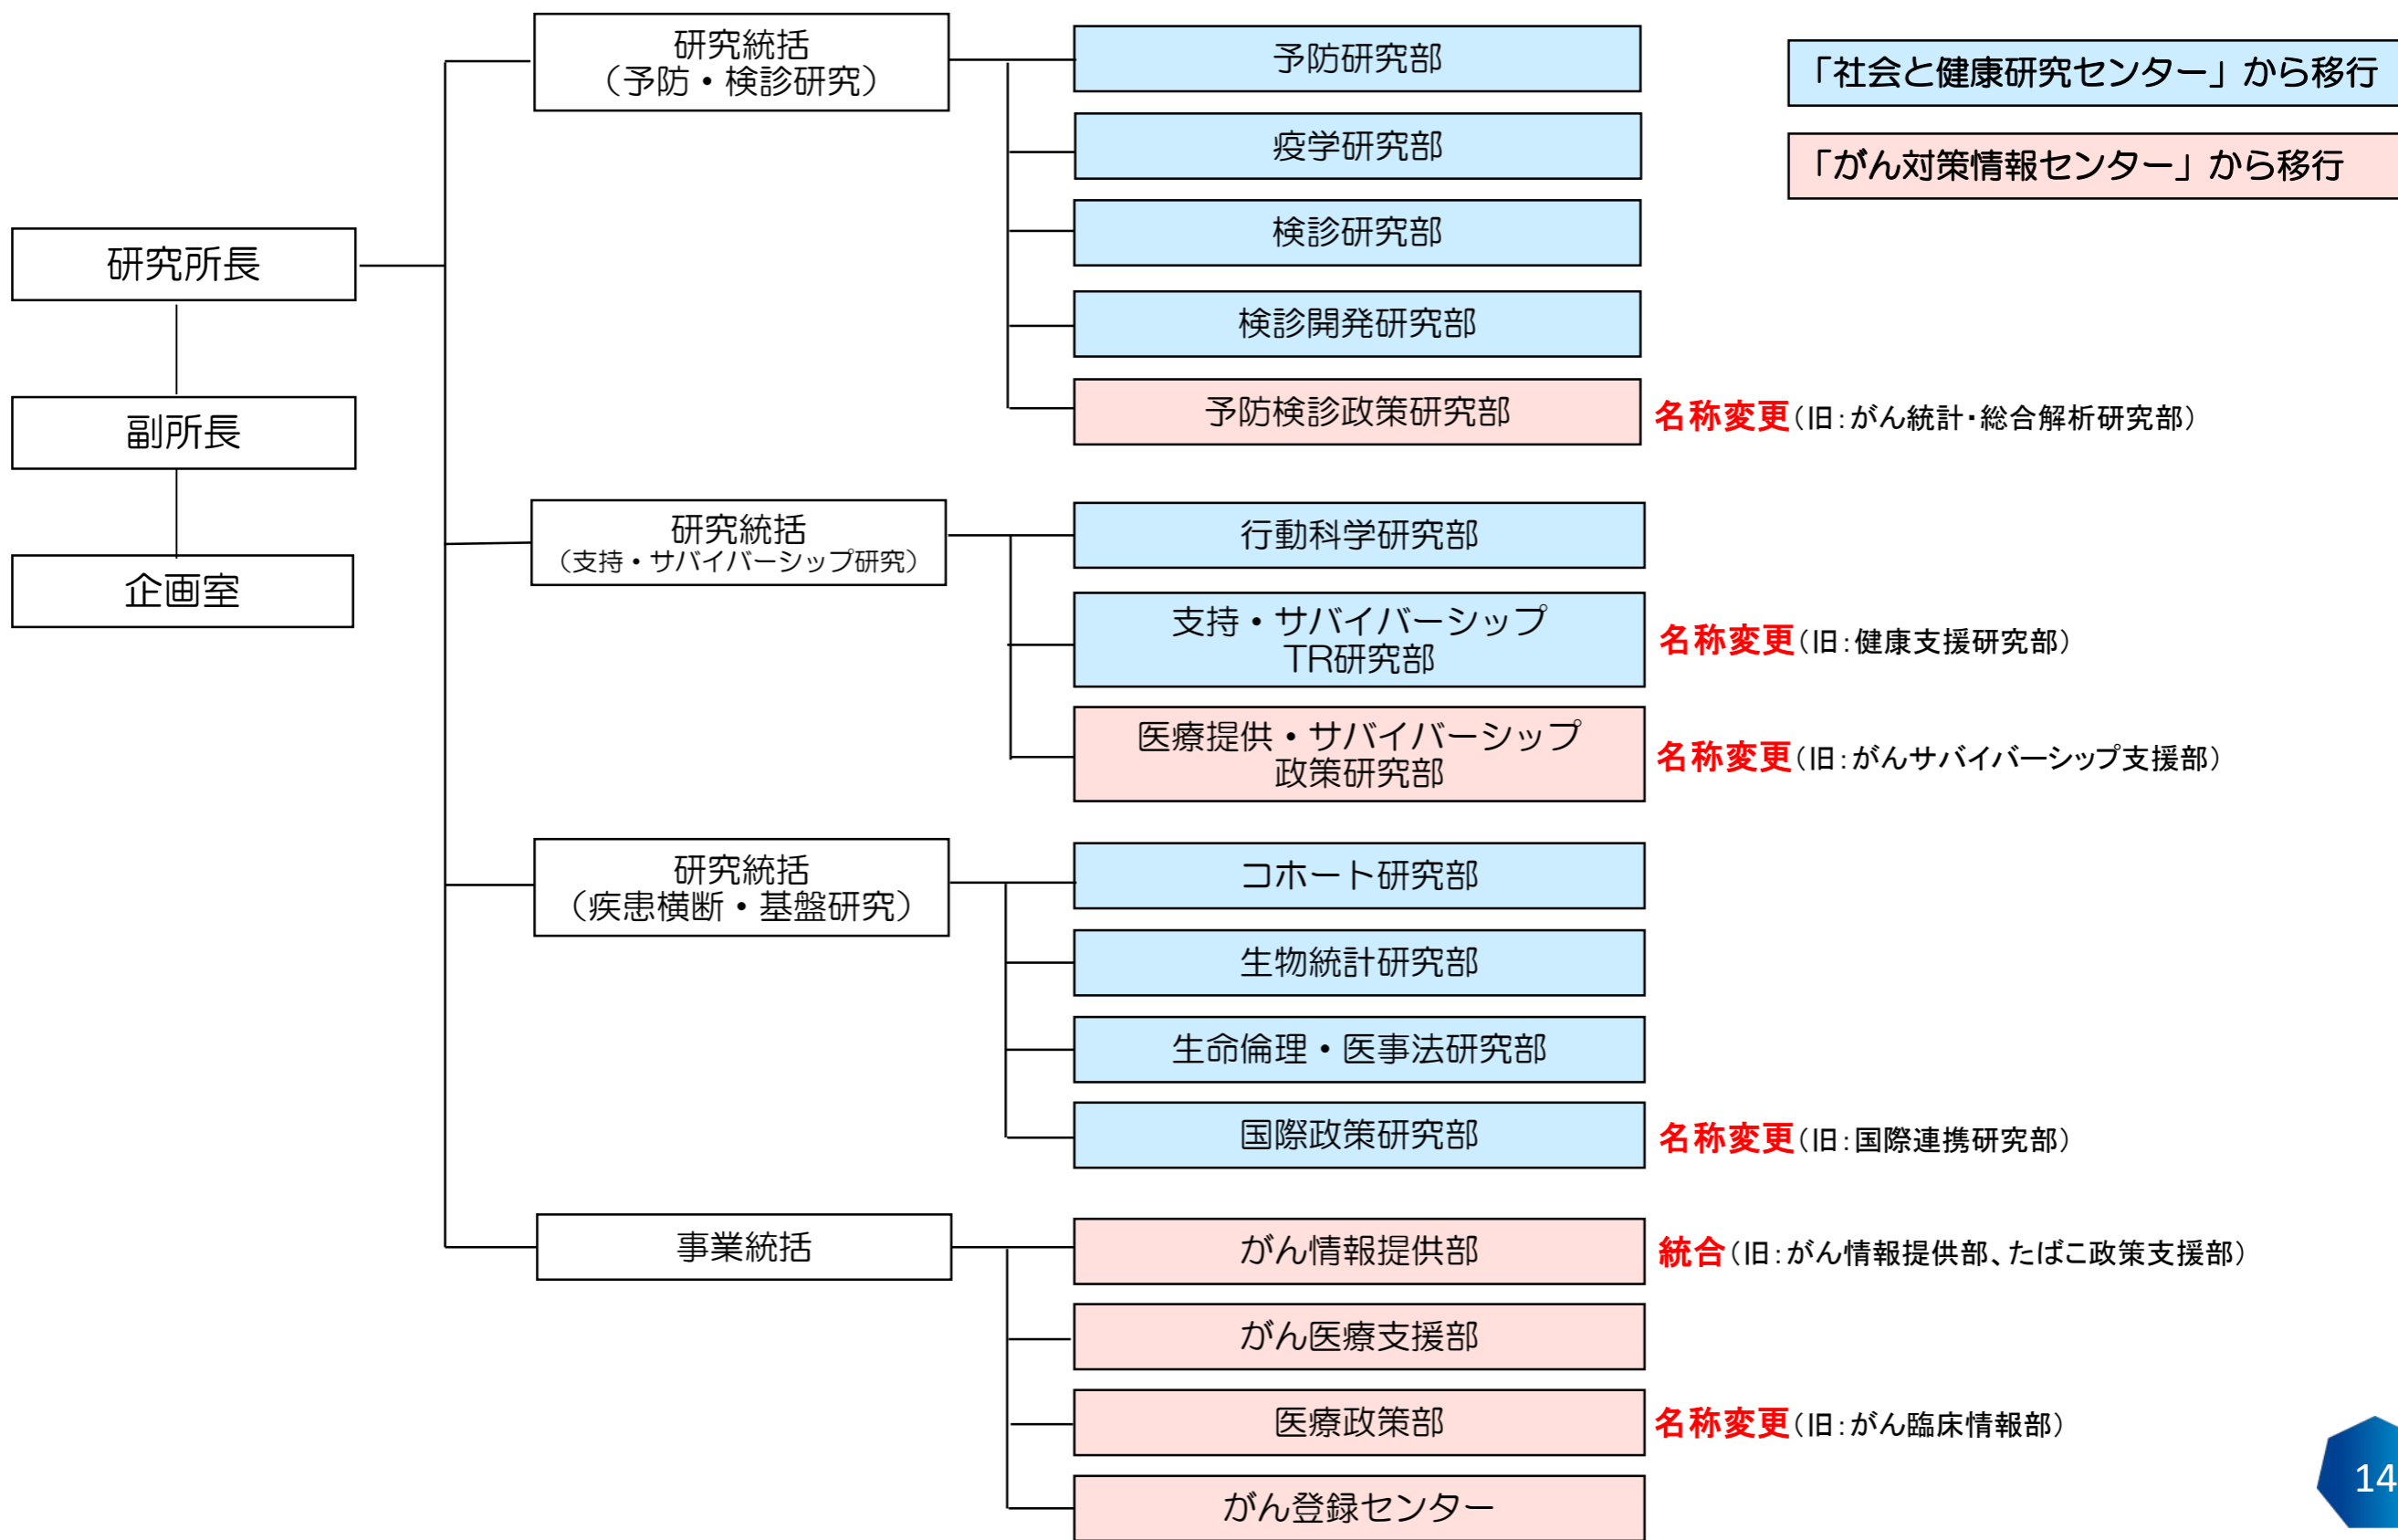 研究所長
副所長
企画室
研究統括
（予防・検診研究）
予防研究部
疫学研究部
検診研究部
検診開発研究部
予防検診政策研究部
名称変更（旧：がん統計・総合解析研究部）
研究統括
（支持・サバイバーシップ研究）
行動科学研究部
支持・サバイバーシップ
TR研究部
名称変更（旧：健康支援研究部）
医療提供・サバイバーシップ
政策研究部
名称変更（旧：がんサバイバーシップ支援部）
研究統括
（疾患横断・基盤研究）
コホート研究部
生物統計研究部
生命倫理・医事法研究部
国際政策研究部
名称変更（旧：国際連携研究部）
事業統括
がん情報提供部
統合（旧：がん情報提供部、たばこ政策支援部）
がん医療支援部
医療政策部
名称変更（旧：がん臨床情報部）
がん登録センター
「社会と健康研究センター」から移行
「がん対策情報センター」から移行
14